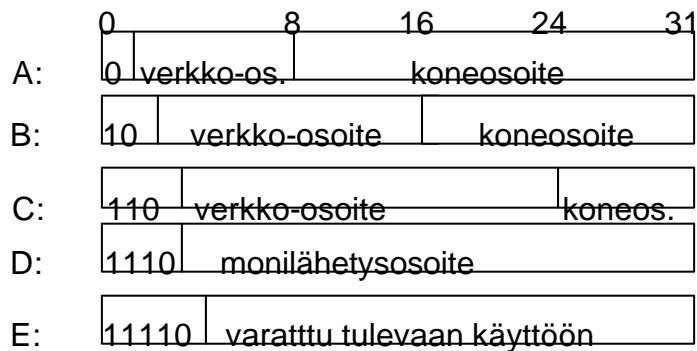 0 8 16 24 31
A: 0 verkko-os. koneosoite
B: 10 verkko-osoite koneosoite
C: 110 verkko-osoite koneos.
D: 1110 monilähetysosoite
E: 11110 varatttu tulevaan käyttöön